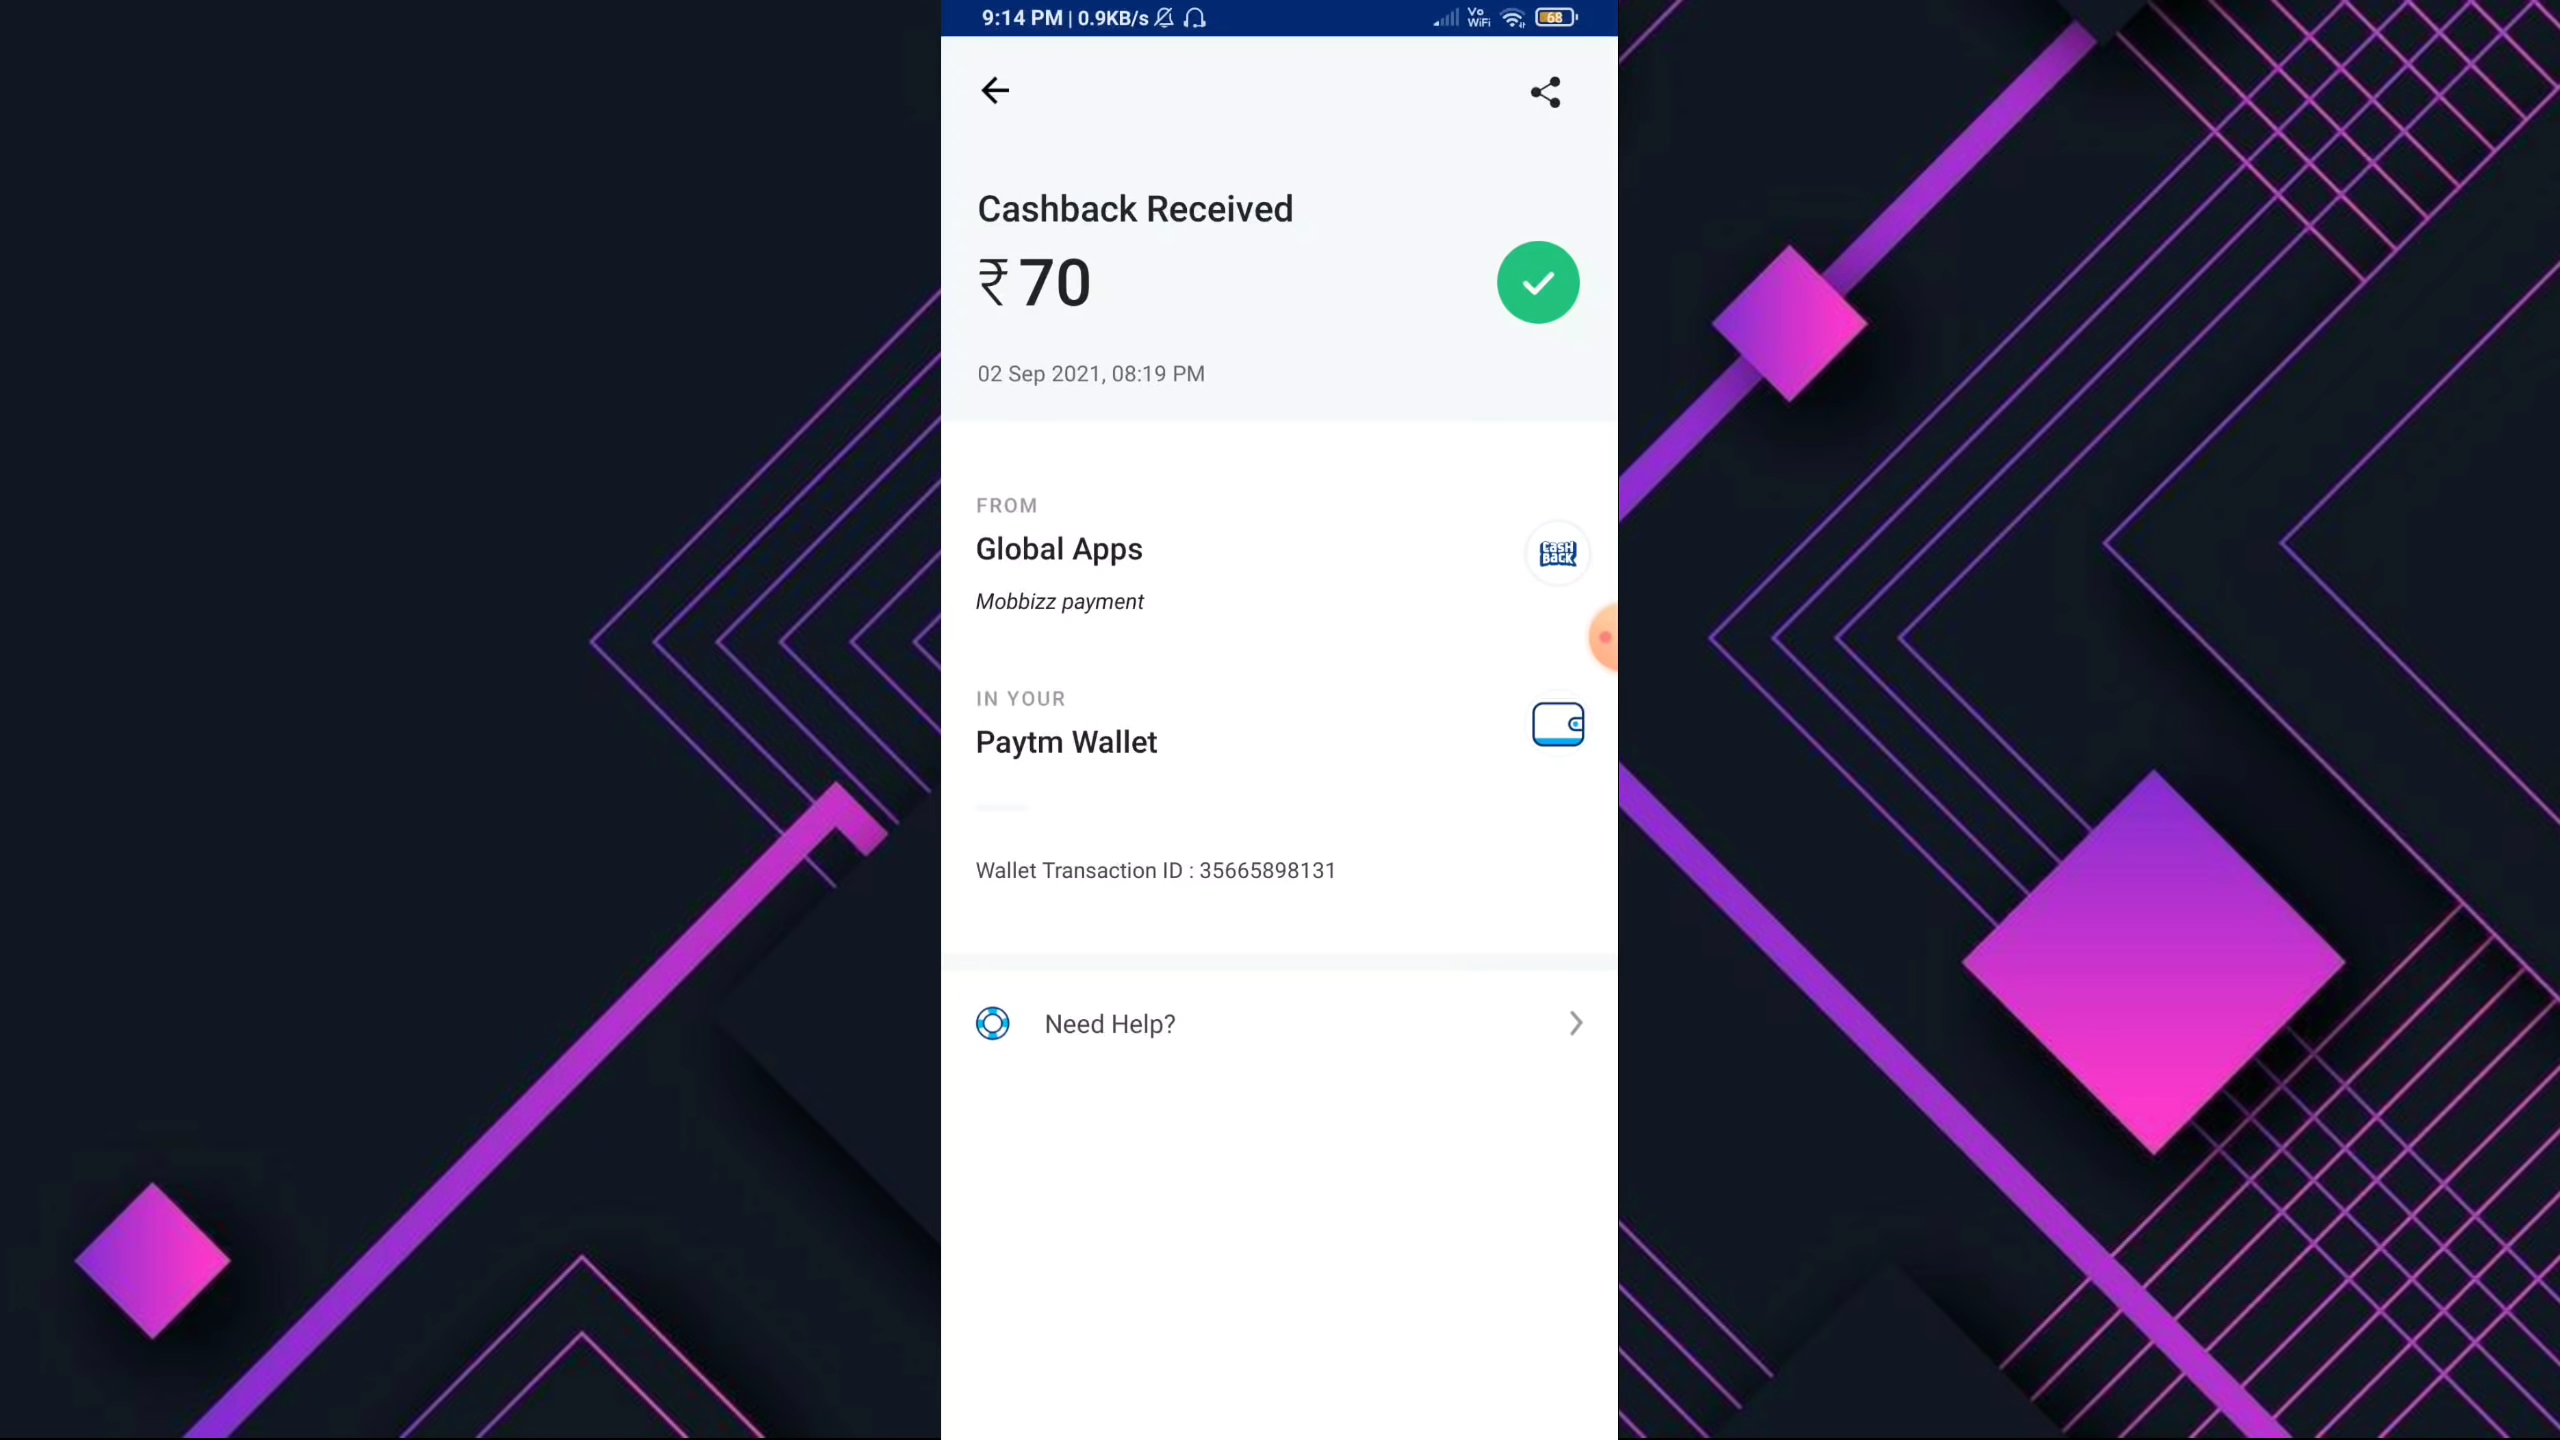 9:14 PM | 0.9KB/s
Vo
WiFi
68
Cashback Received
₹70
02 Sep 2021, 08:19 PM
FROM
Global Apps
CASH
BACK
Mobbizz payment
IN YOUR
Paytm Wallet
Wallet Transaction ID : 35665898131
Need Help?